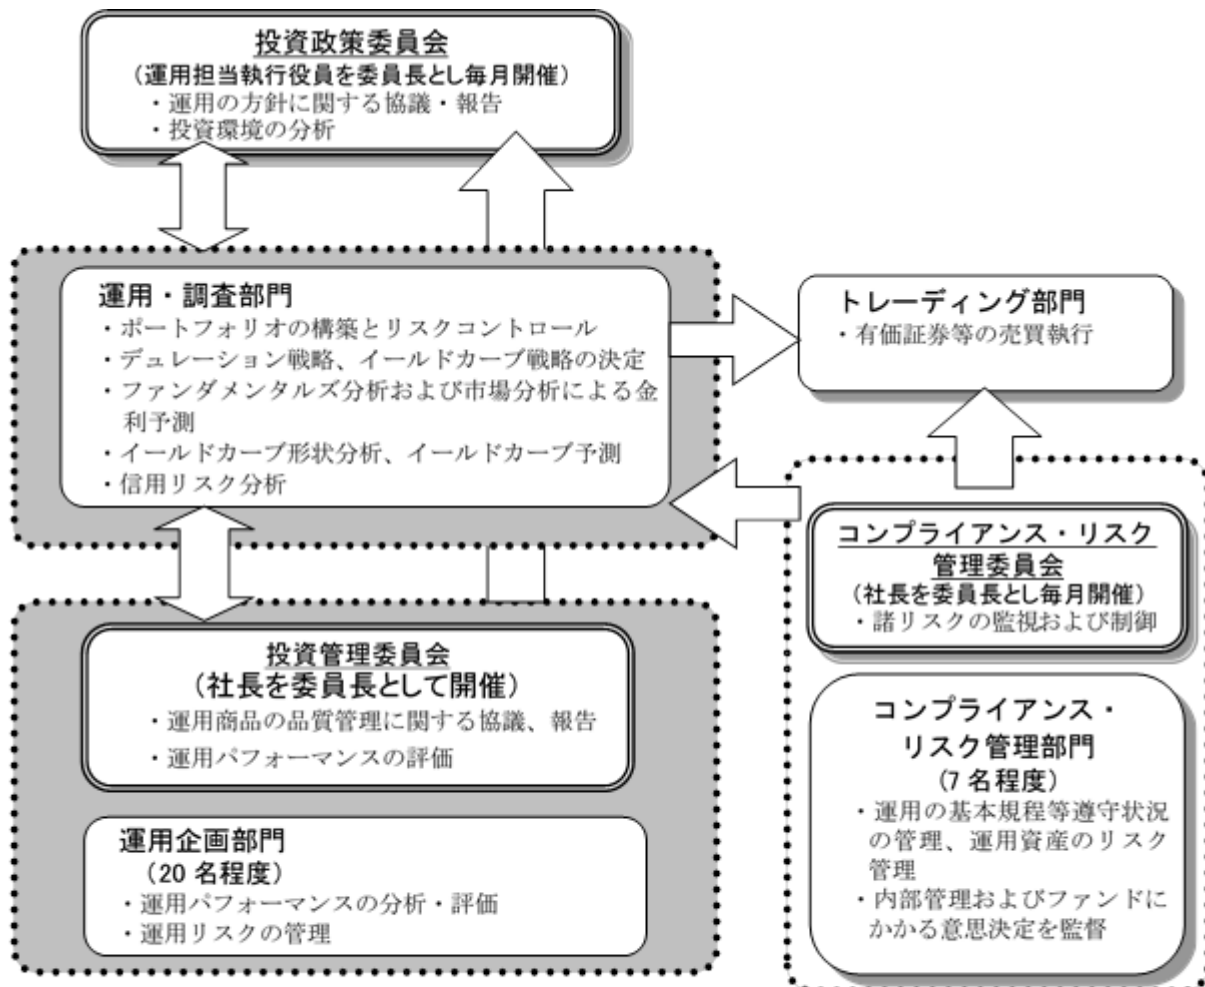 投資政策委員会
（運用担当執行役員を委員長とし毎月開催）
・運用の方針に関する協議・報告
・投資環境の分析
運用・調査部門
・ポートフォリオの構築とリスクコントロール
・デュレーション戦略、イールドカーブ戦略の決定
・ファンダメンタルズ分析および市場分析による金
利予測
・イールドカーブ形状分析、イールドカーブ予測
・信用リスク分析
トレーディング部門
・有価証券等の売買執行
コンプライアンス・リスク
管理委員会
（社長を委員長とし毎月開催）
・諸リスクの監視および制御
投資管理委員会
（社長を委員長として開催）
・運用商品の品質管理に関する協議、報告
・運用パフォーマンスの評価
運用企画部門
（20 名程度）
・運用パフォーマンスの分析・評価
・運用リスクの管理
コンプライアンス・
リスク管理部門
（7 名程度）
・運用の基本規程等遵守状況
の管理、運用資産のリスク
管理
・内部管理およびファンドに
かかる意思決定を監督